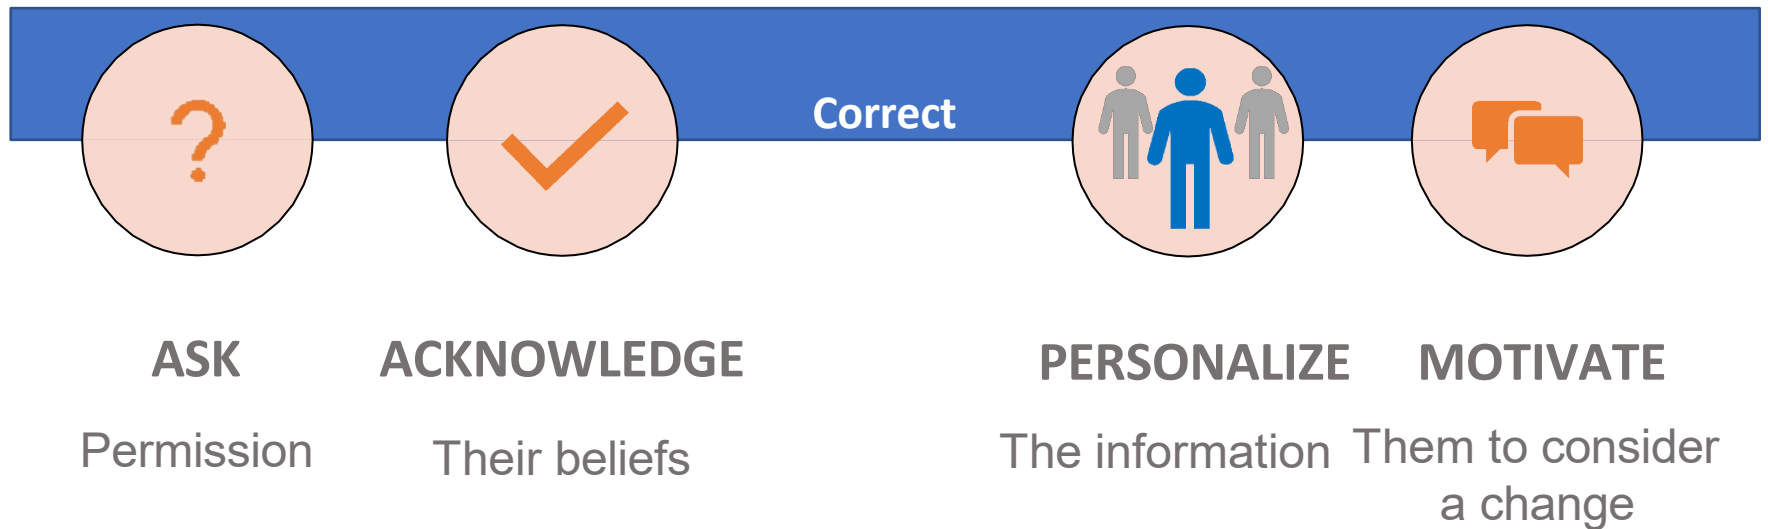 Correct
ASK
ACKNOWLEDGE
PERSONALIZE
MOTIVATE
Permission
Their beliefs
The information
Them to consider
a change